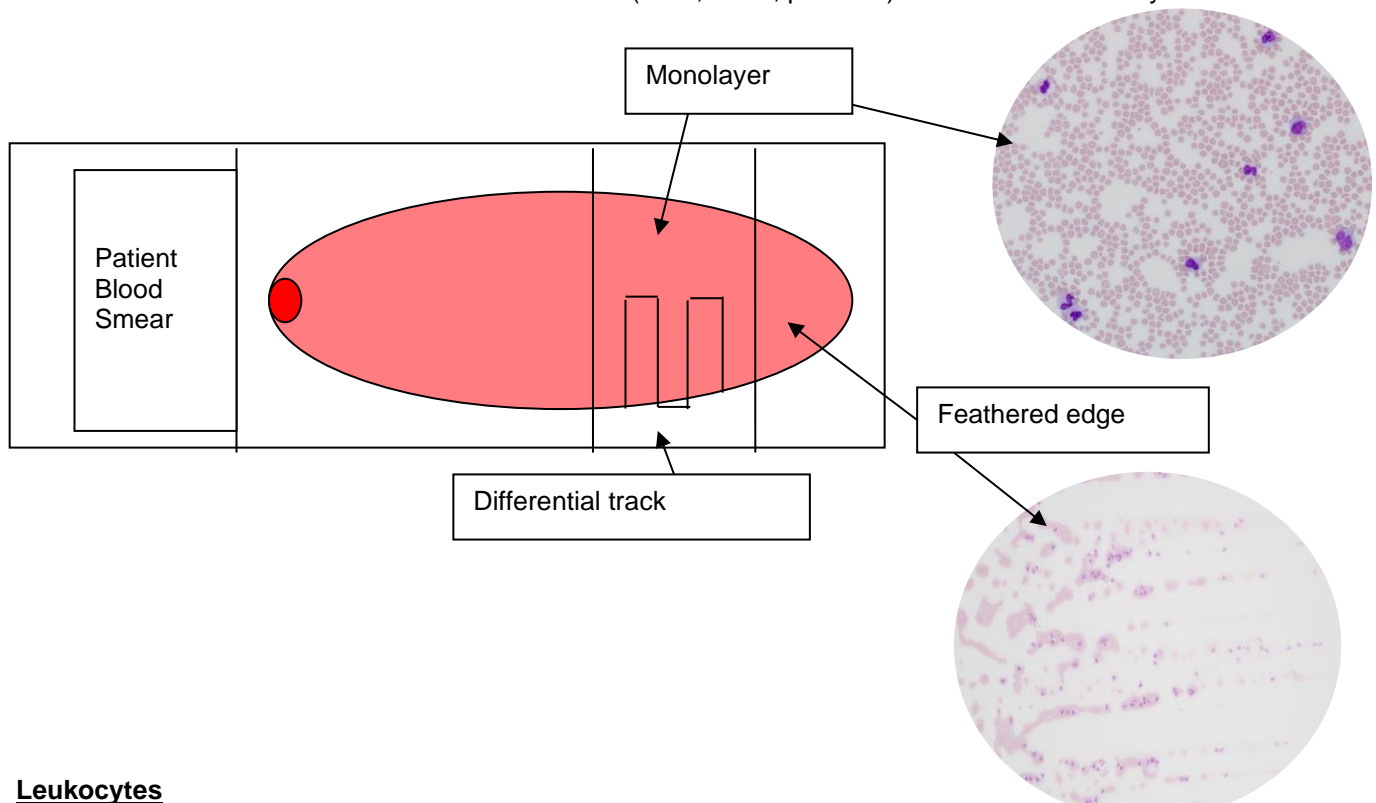 Monolayer
Patient
Blood
Smear
Feathered edge
Differential track
Leukocytes